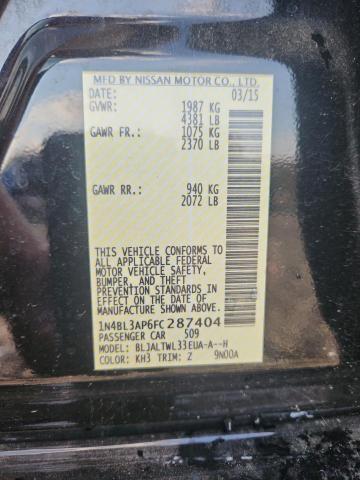 MFD BY NISSAN MOTOR CO., LTD.
DATE: 03/15
GVWR: 1987 KG
4381 LB
GAWR FR.: 1075 KG
2370 LB
GAWR RR.: 940 KG
2072 LB
THIS VEHICLE CONFORMS TO
ALL APPLICABLE FEDERAL
MOTOR VEHICLE SAFETY,
BUMPER, AND THEFT
PREVENTION STANDARDS IN
EFFECT ON THE DATE OF
MANUFACTURE SHOWN ABOVE.
1N4BL3AP6FC287404
PASSENGER CAR 509
MODEL: BLJALTWL33EUA-A--H
COLOR: KH3 TRIM: Z 9N00A